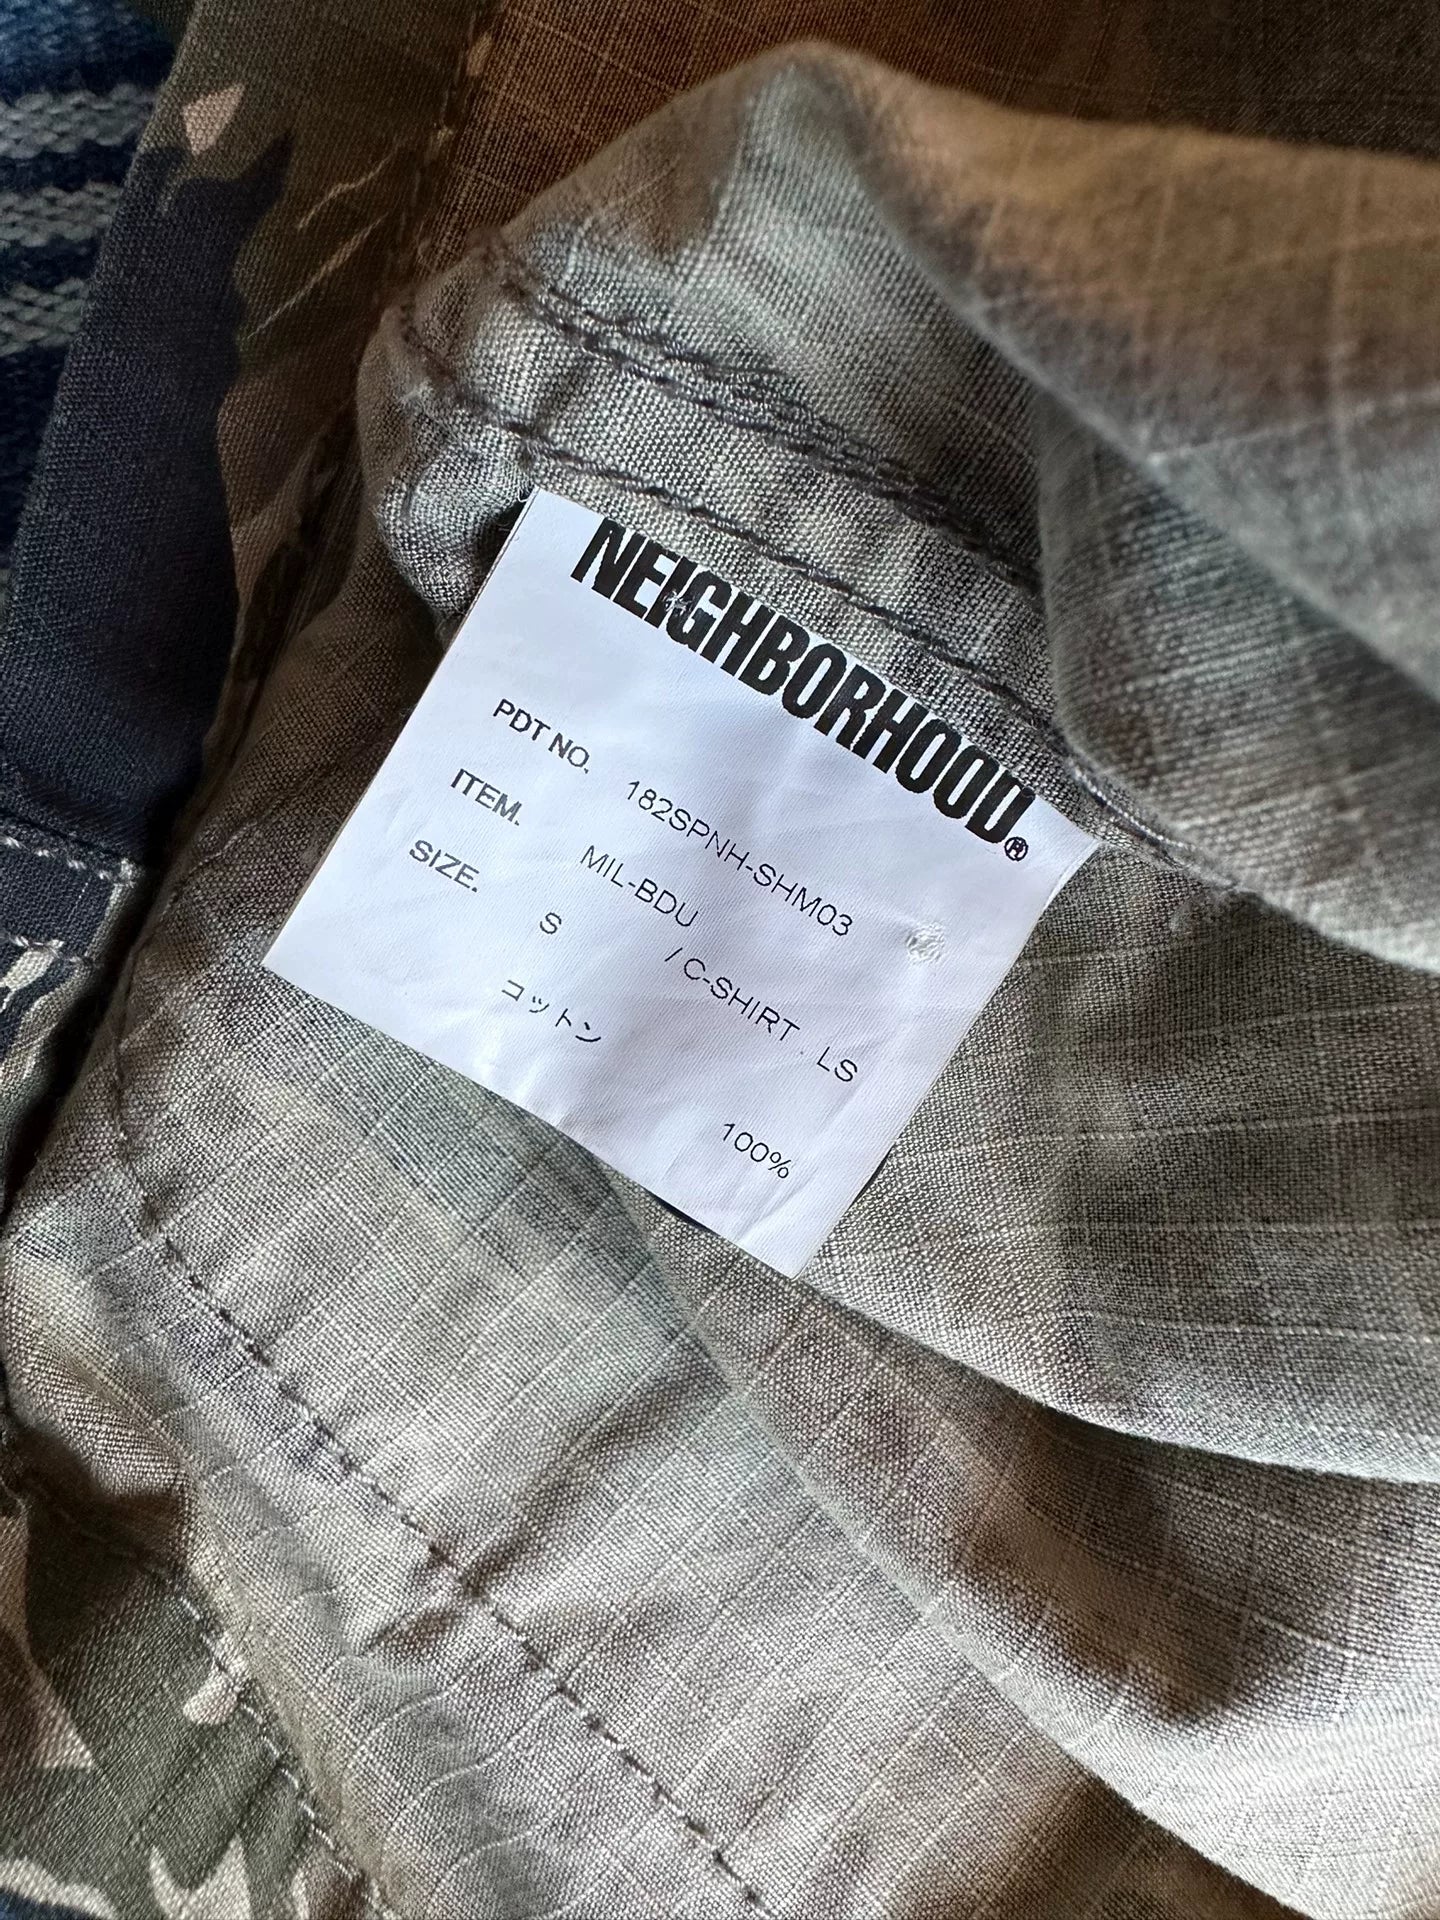 NEIGHBORHOOD®
PDT NO. 182SPNH-SHM03
ITEM. MIL-BDU / C-SHIRT . LS
SIZE. S
コットン 100%